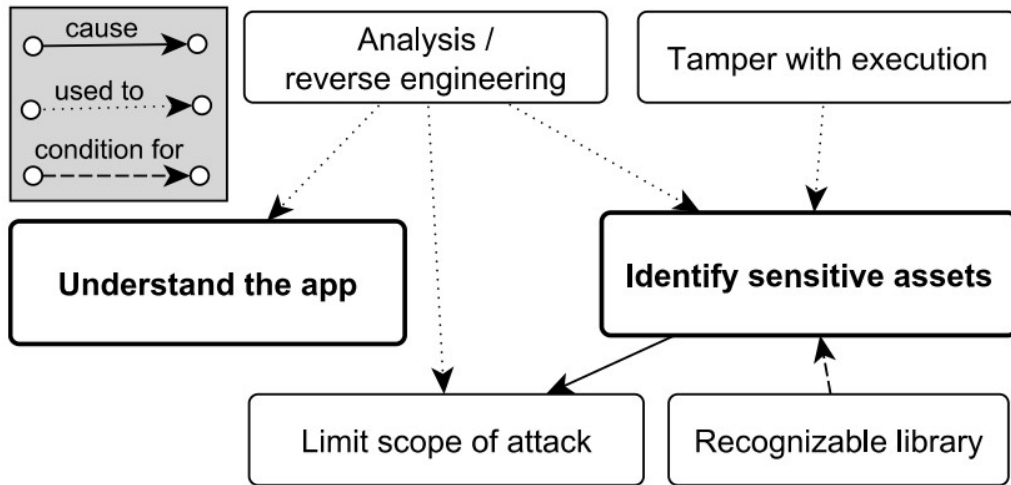 cause
used to
condition for
Analysis /
reverse engineering
Tamper with execution
Understand the app
Identify sensitive assets
Limit scope of attack
Recognizable library